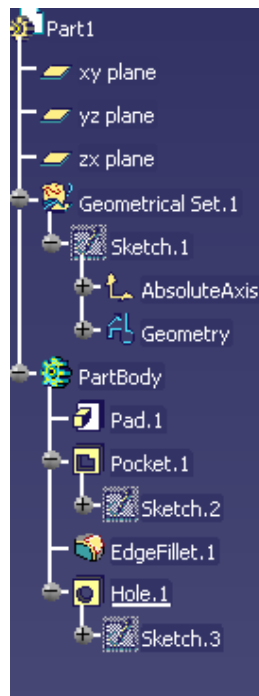 Part1
xy plane
yz plane
zx plane
Geometrical Set.1
Sketch.1
AbsoluteAxis
Geometry
PartBody
Pad.1
Pocket.1
Sketch.2
EdgeFillet.1
Hole.1
Sketch.3